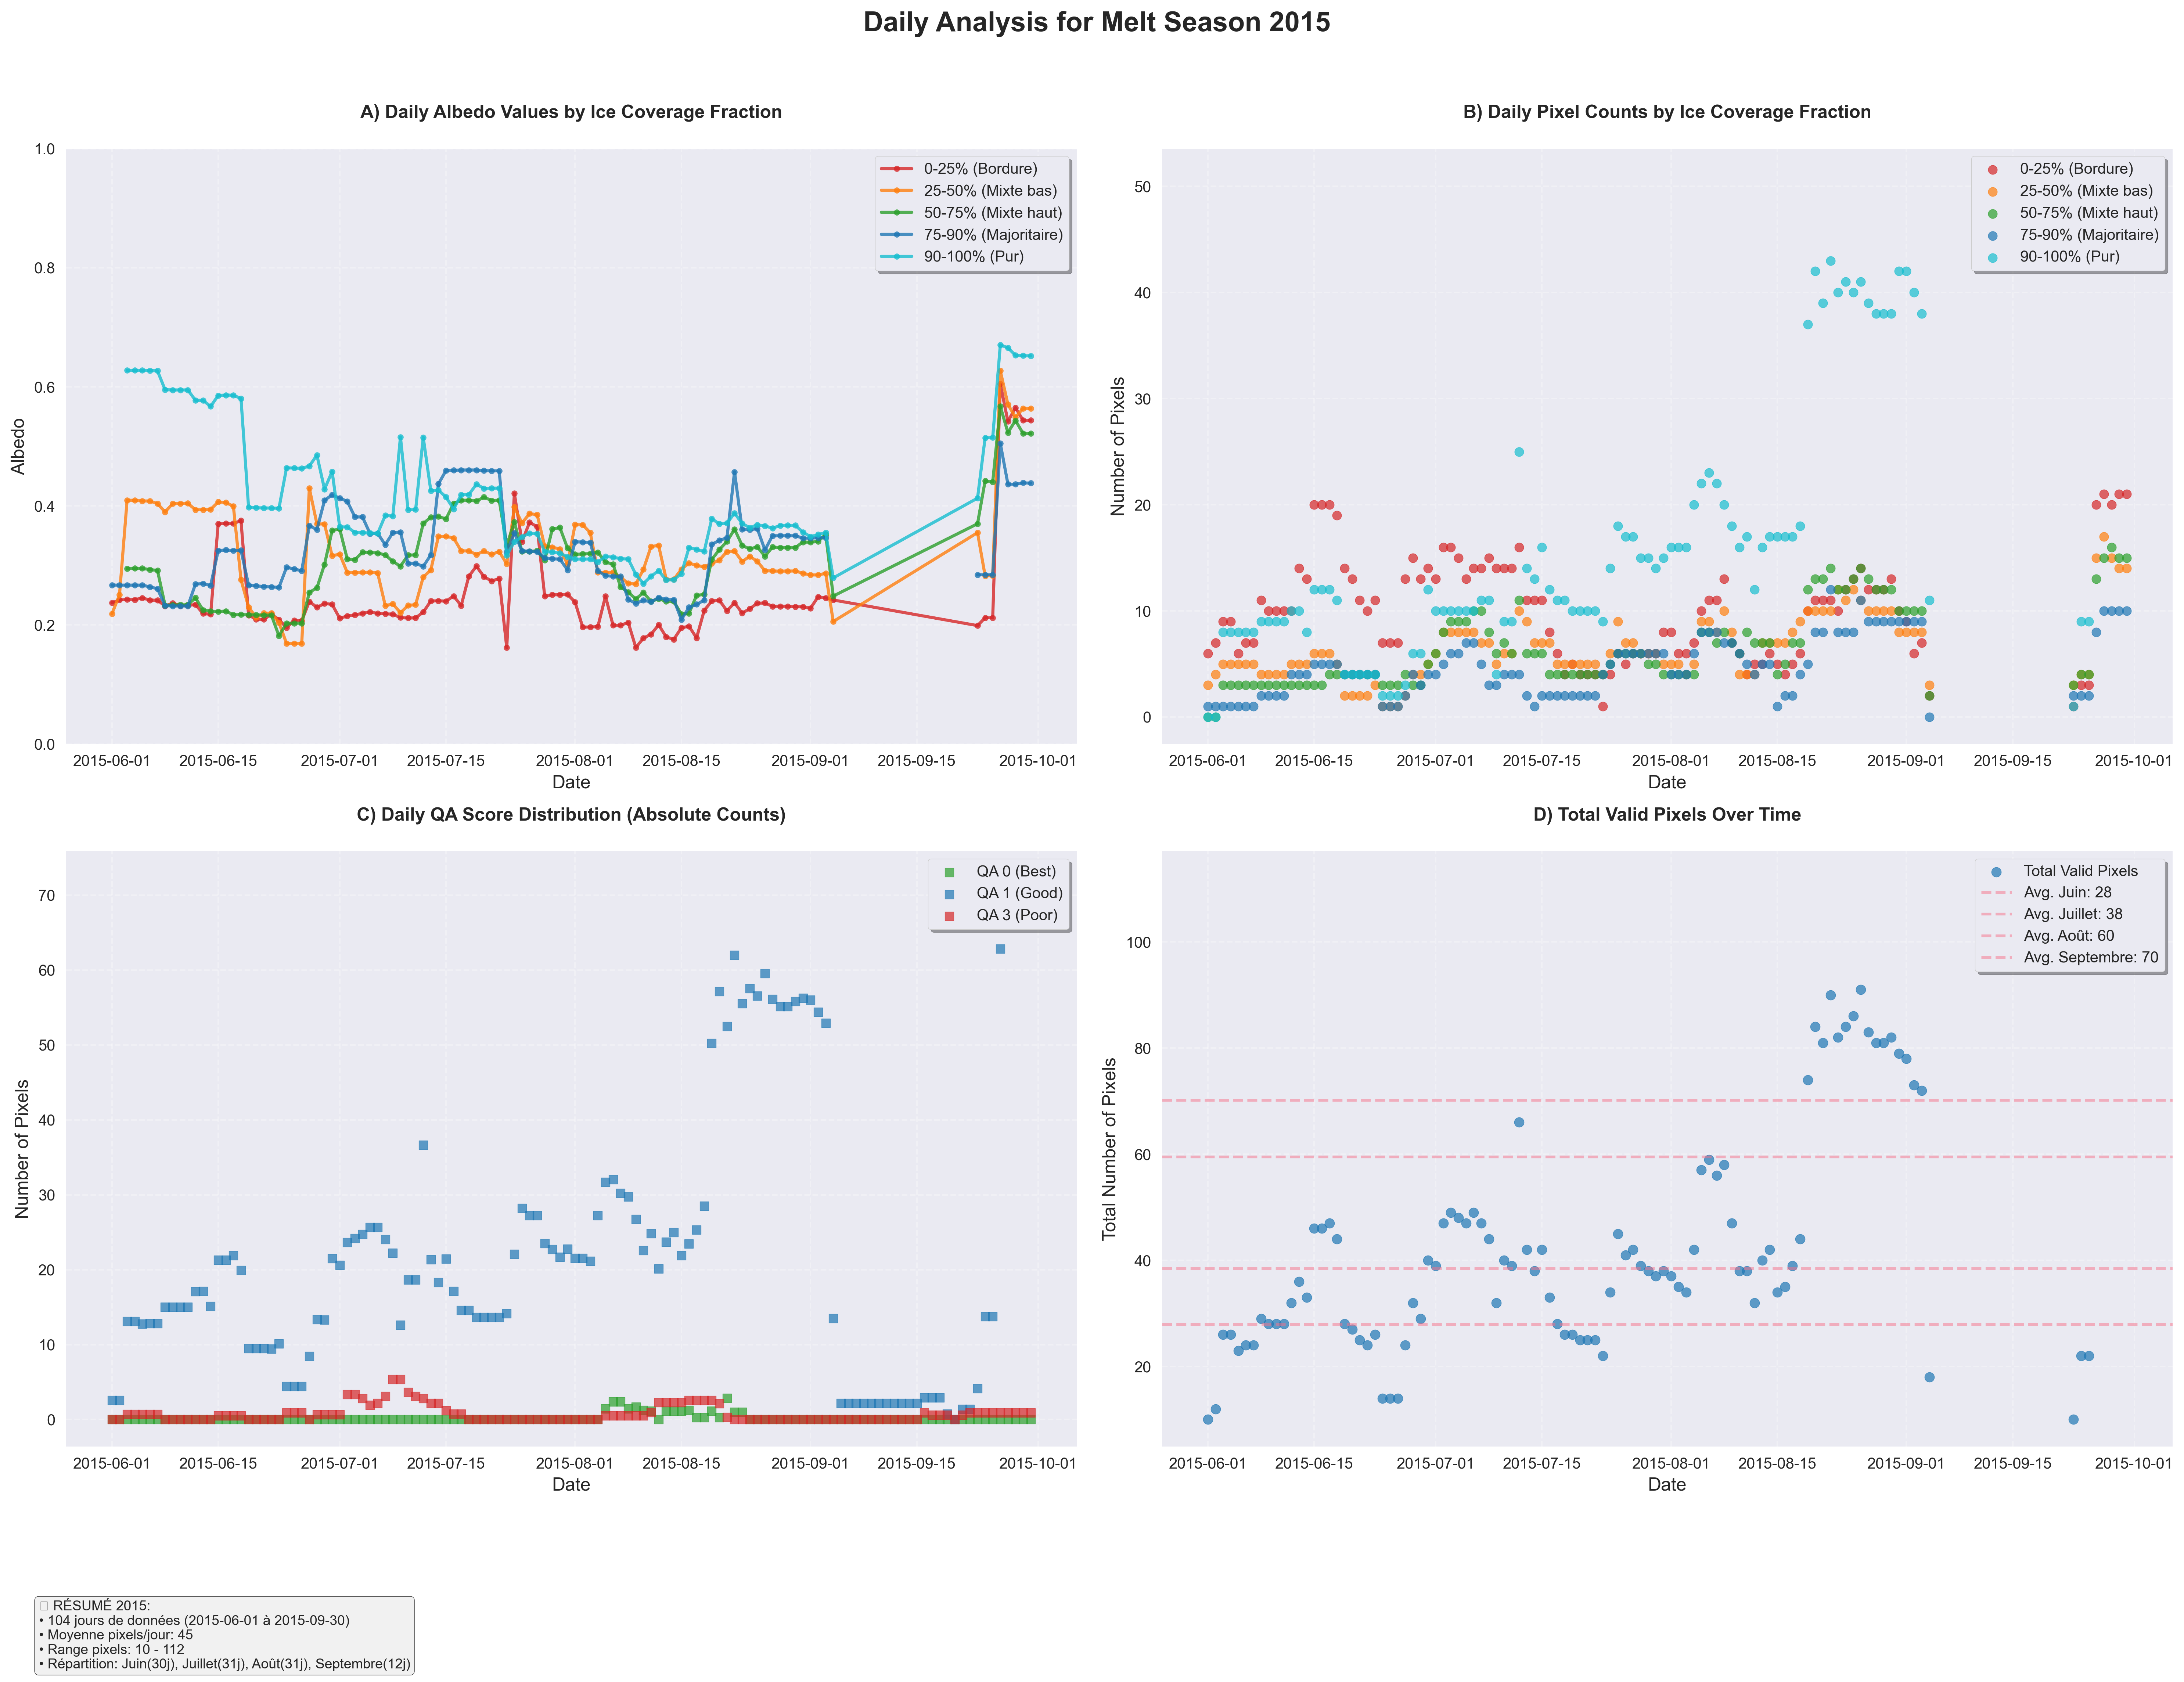 Daily Analysis for Melt Season 2015
A) Daily Albedo Values by Ice Coverage Fraction
1.0
0.8
0.6
0.4
0.2
0.0
Albedo
0-25% (Bordure)
25-50% (Mixte bas)
50-75% (Mixte haut)
75-90% (Majoritaire)
90-100% (Pur)
2015-06-01 2015-06-15 2015-07-01 2015-07-15 2015-08-01 2015-08-15 2015-09-01 2015-09-15 2015-10-01
Date
B) Daily Pixel Counts by Ice Coverage Fraction
50
40
30
20
10
0
Number of Pixels
0-25% (Bordure)
25-50% (Mixte bas)
50-75% (Mixte haut)
75-90% (Majoritaire)
90-100% (Pur)
2015-06-01 2015-06-15 2015-07-01 2015-07-15 2015-08-01 2015-08-15 2015-09-01 2015-09-15 2015-10-01
Date
C) Daily QA Score Distribution (Absolute Counts)
70
60
50
40
30
20
10
0
Number of Pixels
QA 0 (Best)
QA 1 (Good)
QA 3 (Poor)
2015-06-01 2015-06-15 2015-07-01 2015-07-15 2015-08-01 2015-08-15 2015-09-01 2015-09-15 2015-10-01
Date
D) Total Valid Pixels Over Time
100
80
60
40
20
Total Number of Pixels
Total Valid Pixels
Avg. Juin: 28
Avg. Juillet: 38
Avg. Août: 60
Avg. Septembre: 70
2015-06-01 2015-06-15 2015-07-01 2015-07-15 2015-08-01 2015-08-15 2015-09-01 2015-09-15 2015-10-01
Date
RÉSUMÉ 2015:
• 104 jours de données (2015-06-01 à 2015-09-30)
• Moyenne pixels/jour: 45
• Range pixels: 10 - 112
• Répartition: Juin(30j), Juillet(31j), Août(31j), Septembre(12j)